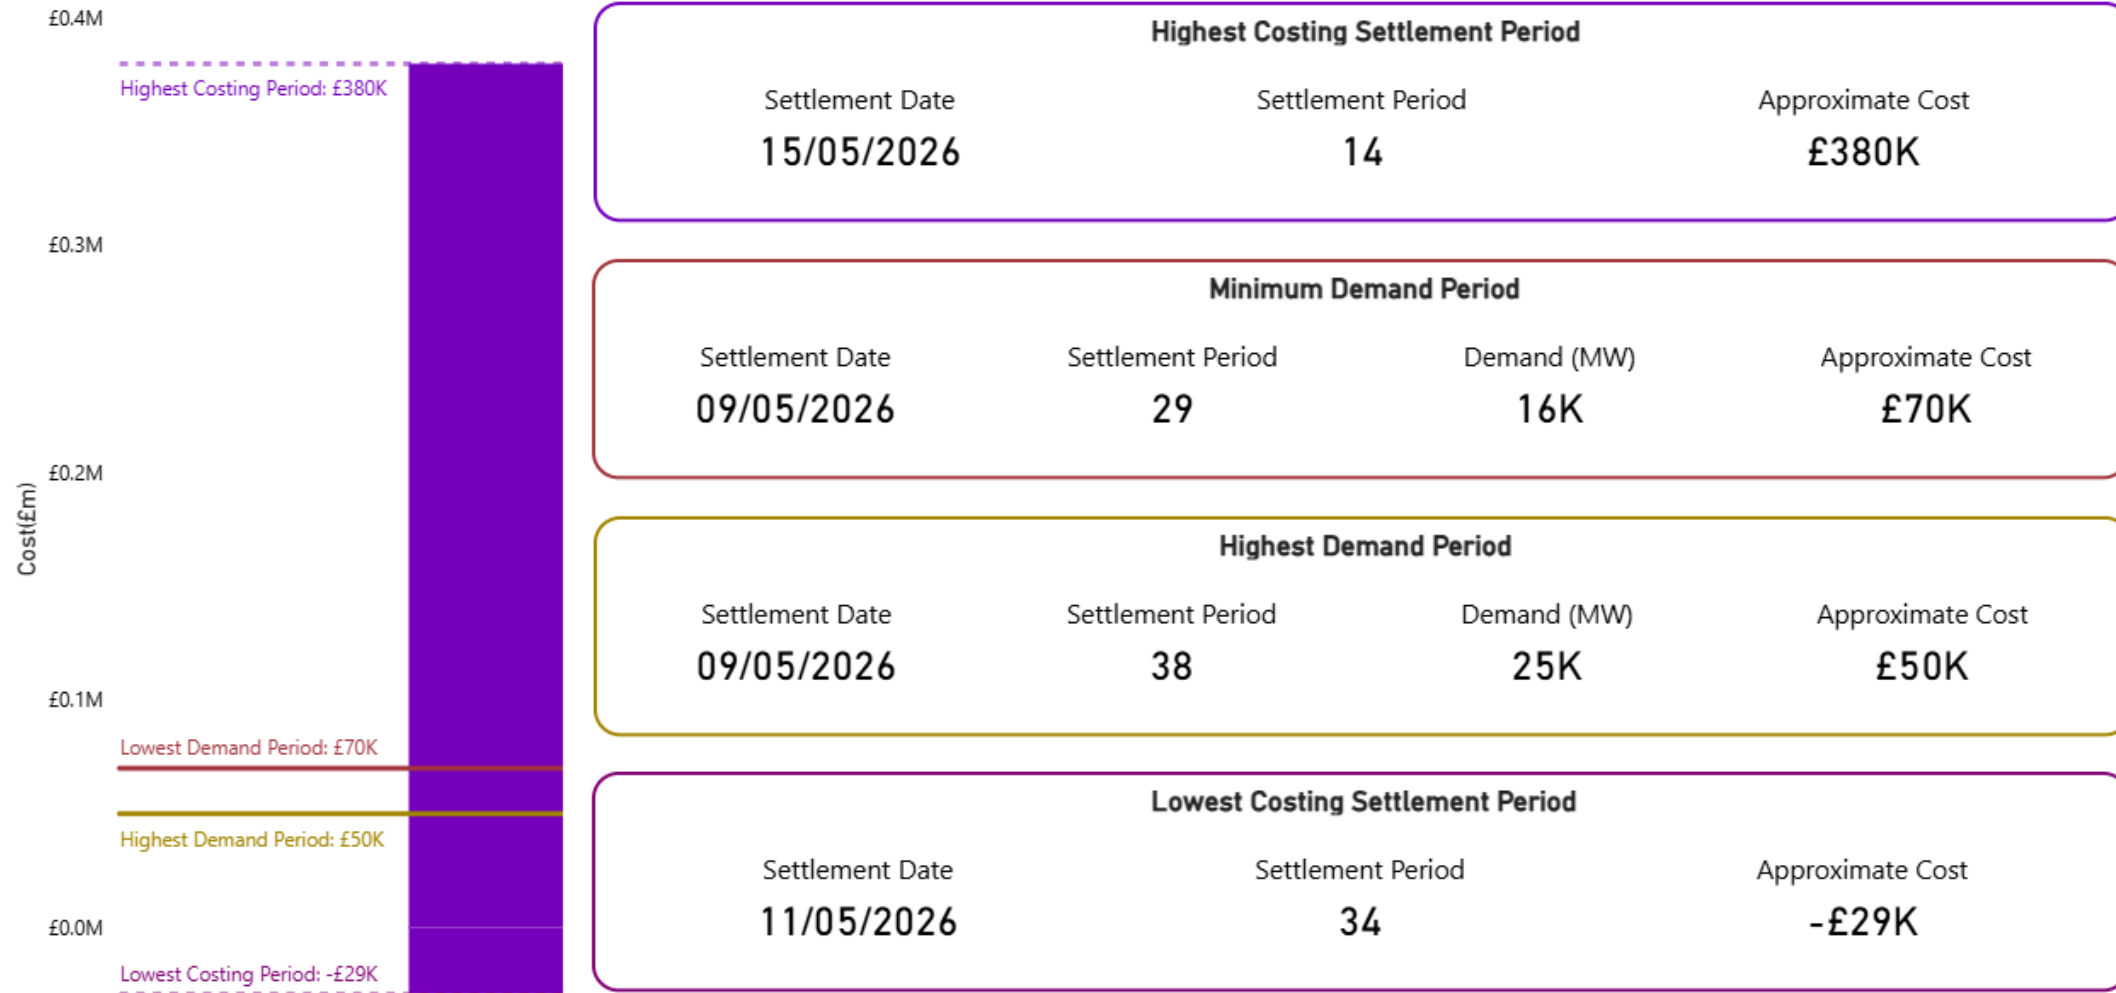 £0.4M
Highest Costing Period: £380K
£0.3M
£0.2M
Cost(£m)
£0.1M
Lowest Demand Period: £70K
Highest Demand Period: £50K
£0.0M
Lowest Costing Period: -£29K
Highest Costing Settlement Period
Settlement Date Settlement Period Approximate Cost
15/05/2026 14 £380K
Minimum Demand Period
Settlement Date Settlement Period Demand (MW) Approximate Cost
09/05/2026 29 16K £70K
Highest Demand Period
Settlement Date Settlement Period Demand (MW) Approximate Cost
09/05/2026 38 25K £50K
Lowest Costing Settlement Period
Settlement Date Settlement Period Approximate Cost
11/05/2026 34 -£29K